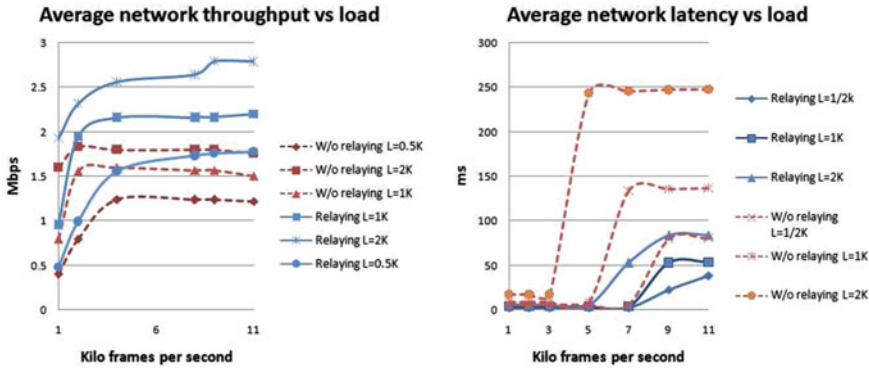 Average network throughput vs load
3
2.5
2
1.5
1
0.5
0
Mbps
1
6
11
Kilo frames per second
W/o relaying L=0.5K
W/o relaying L=2K
W/o relaying L=1K
Relaying L=1K
Relaying L=2K
Relaying L=0.5K
Average network latency vs load
300
250
200
150
100
50
0
ms
1
3
5
7
9
11
Kilo frames per second
Relaying L=1/2k
Relaying L=1K
Relaying L=2K
W/o relaying
L=1/2K
W/o relaying L=1K
W/o relaying L=2K